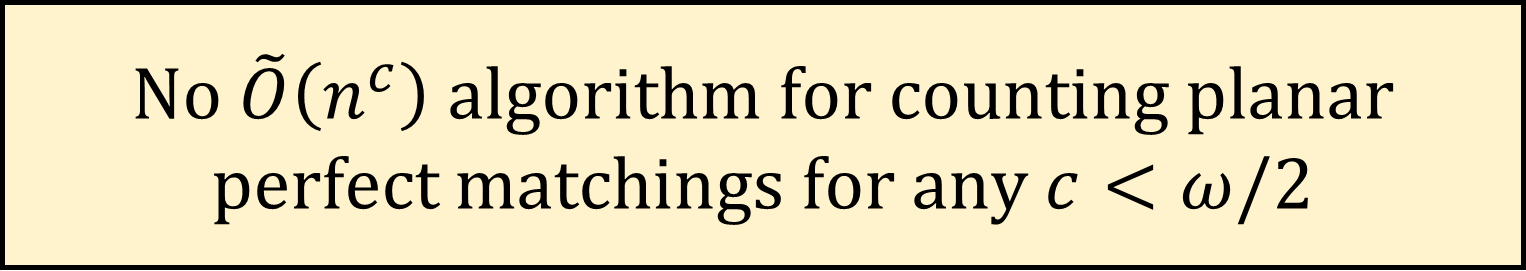 No Õ(n^c) algorithm for counting planar
perfect matchings for any c < ω/2